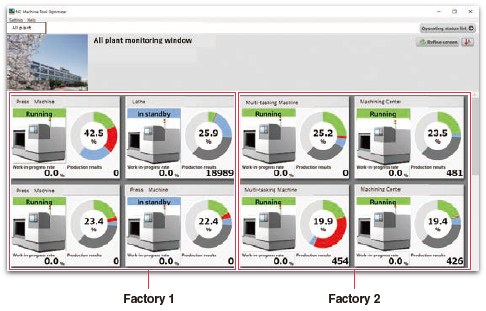 NC Machine Tool Optimizer
Settings Help
All plant
Operating status list
All plant monitoring window
Refine screen
Press Machine
Running
42.5
%
Work-in-progress rate
0.0 %
Production results
0
Lathe
In standby
25.9
%
Work-in-progress rate
0.0 %
Production results
18989
Multi-tasking Machine
Running
25.2
%
Work-in-progress rate
0.0 %
Production results
0
Machining Center
Running
23.5
%
Work-in-progress rate
0.0 %
Production results
481
Press Machine
Running
23.4
%
Work-in-progress rate
0.0 %
Production results
0
Press Machine
In standby
22.4
%
Work-in-progress rate
0.0 %
Production results
0
Multi-tasking Machine
Running
19.9
%
Work-in-progress rate
0.0 %
Production results
454
Machining Center
Running
19.4
%
Work-in-progress rate
0.0 %
Production results
426
Factory 1
Factory 2